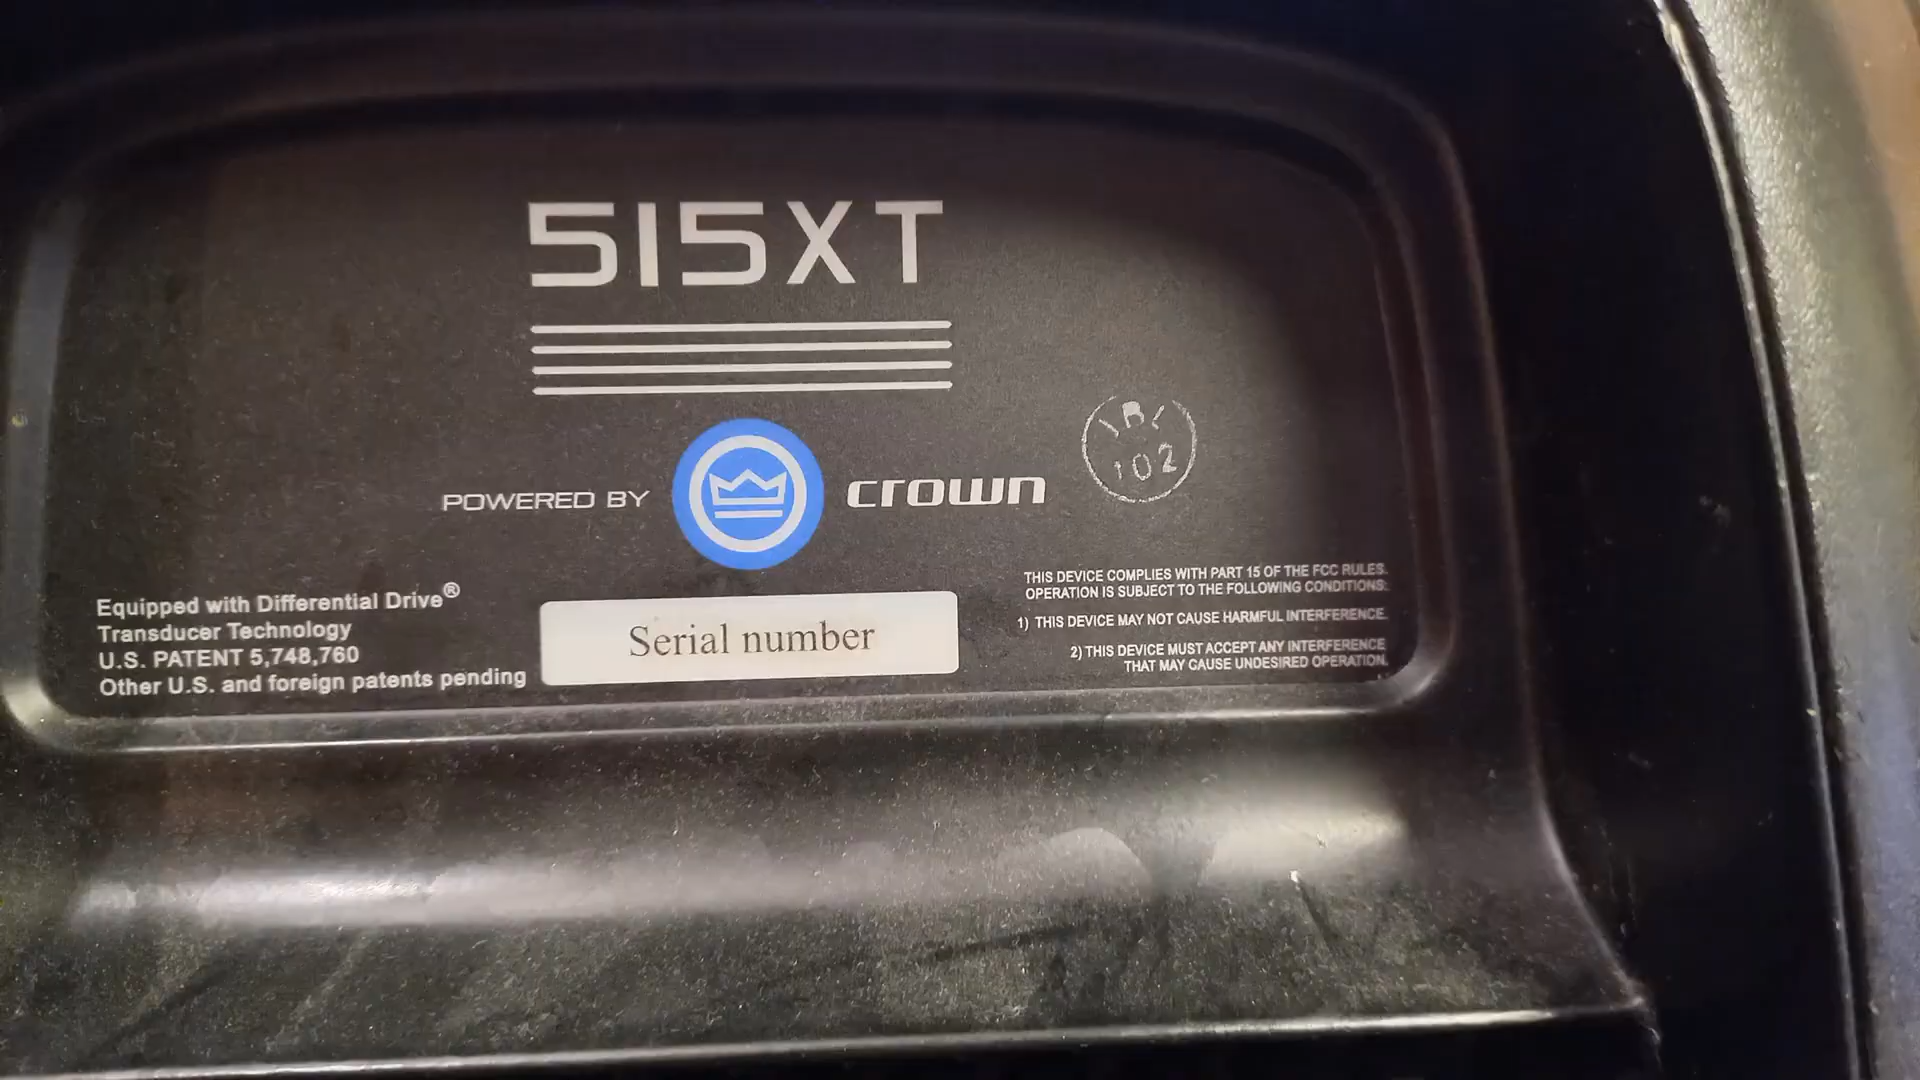 515XT
POWERED BY crown
102
Equipped with Differential Drive®
Transducer Technology
U.S. PATENT 5,748,760
Other U.S. and foreign patents pending
Serial number
THIS DEVICE COMPLIES WITH PART 15 OF THE FCC RULES.
OPERATION IS SUBJECT TO THE FOLLOWING CONDITIONS:
1) THIS DEVICE MAY NOT CAUSE HARMFUL INTERFERENCE.
2) THIS DEVICE MUST ACCEPT ANY INTERFERENCE
THAT MAY CAUSE UNDESIRED OPERATION.